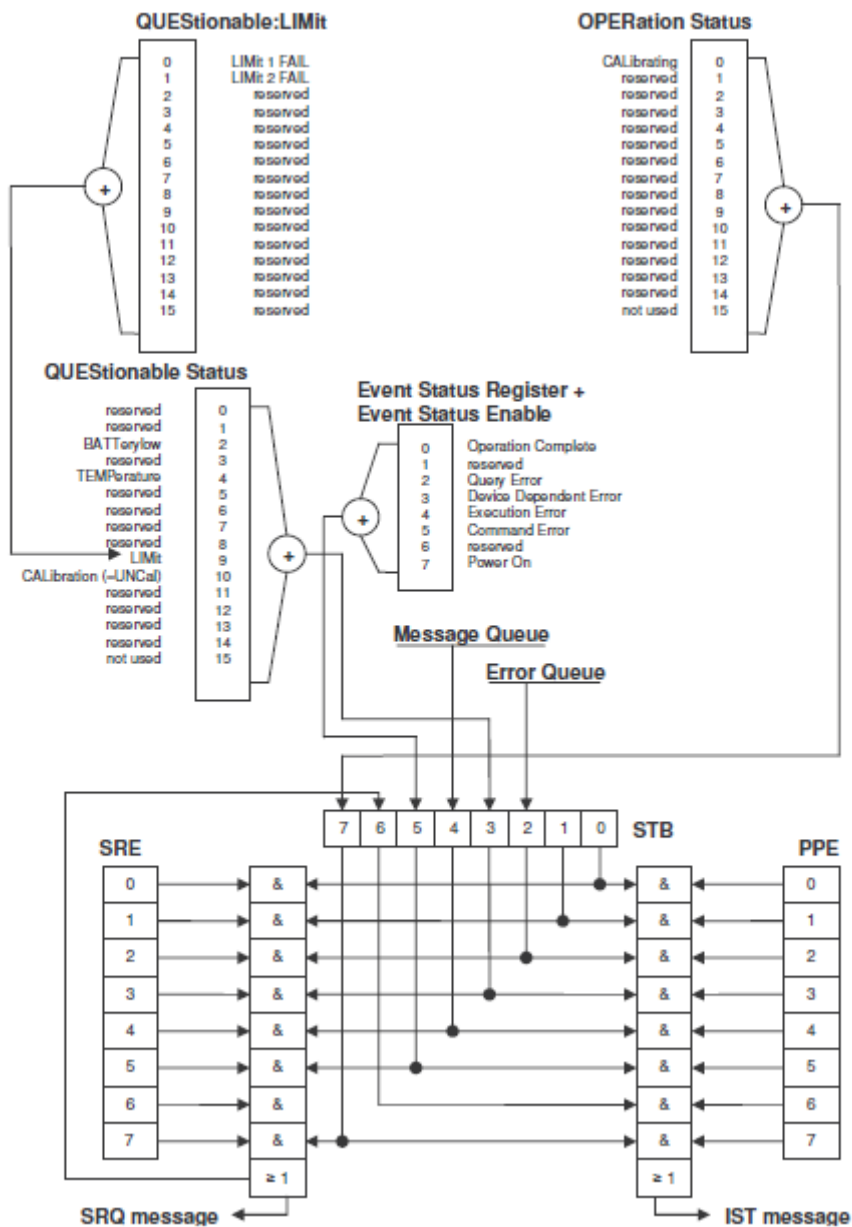 QUEStionable:LIMit
OPERation Status
0 LIMit 1 FAIL
1 LIMit 2 FAIL
2 reserved
3 reserved
4 reserved
5 reserved
6 reserved
7 reserved
8 reserved
9 reserved
10 reserved
11 reserved
12 reserved
13 reserved
14 reserved
15 reserved
+
CALibrating 0
reserved 1
reserved 2
reserved 3
reserved 4
reserved 5
reserved 6
reserved 7
reserved 8
reserved 9
reserved 10
reserved 11
reserved 12
reserved 13
reserved 14
not used 15
+
QUEStionable Status
reserved 0
reserved 1
BATTerylow 2
reserved 3
TEMPerature 4
reserved 5
reserved 6
reserved 7
reserved 8
LIMit 9
CALibration (=UNCal) 10
reserved 11
reserved 12
reserved 13
reserved 14
not used 15
+
Event Status Register +
Event Status Enable
0 Operation Complete
1 reserved
2 Query Error
3 Device Dependent Error
4 Execution Error
5 Command Error
6 reserved
7 Power On
+
Message Queue
Error Queue
7 6 5 4 3 2 1 0 STB
SRE
PPE
0 & & 0
1 & & 1
2 & & 2
3 & & 3
4 & & 4
5 & & 5
6 & & 6
7 & & 7
≥ 1 ≥ 1
SRQ message
IST message